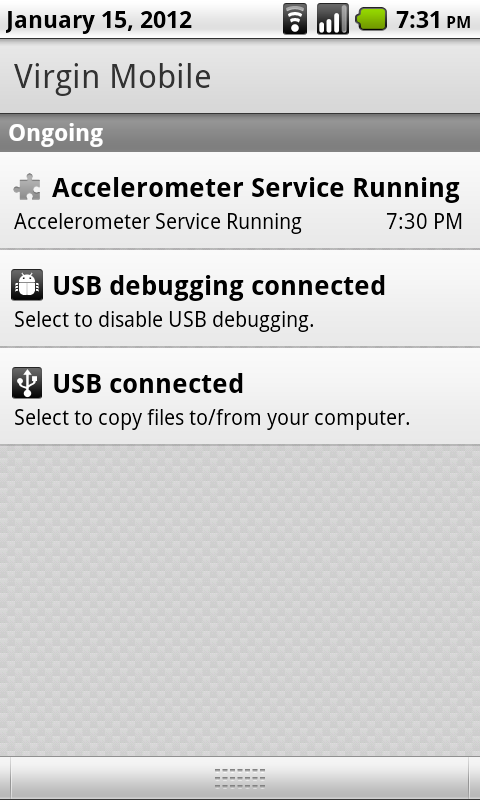 January 15, 2012 7:31 PM
Virgin Mobile
Ongoing
Accelerometer Service Running
Accelerometer Service Running 7:30 PM
USB debugging connected
Select to disable USB debugging.
USB connected
Select to copy files to/from your computer.